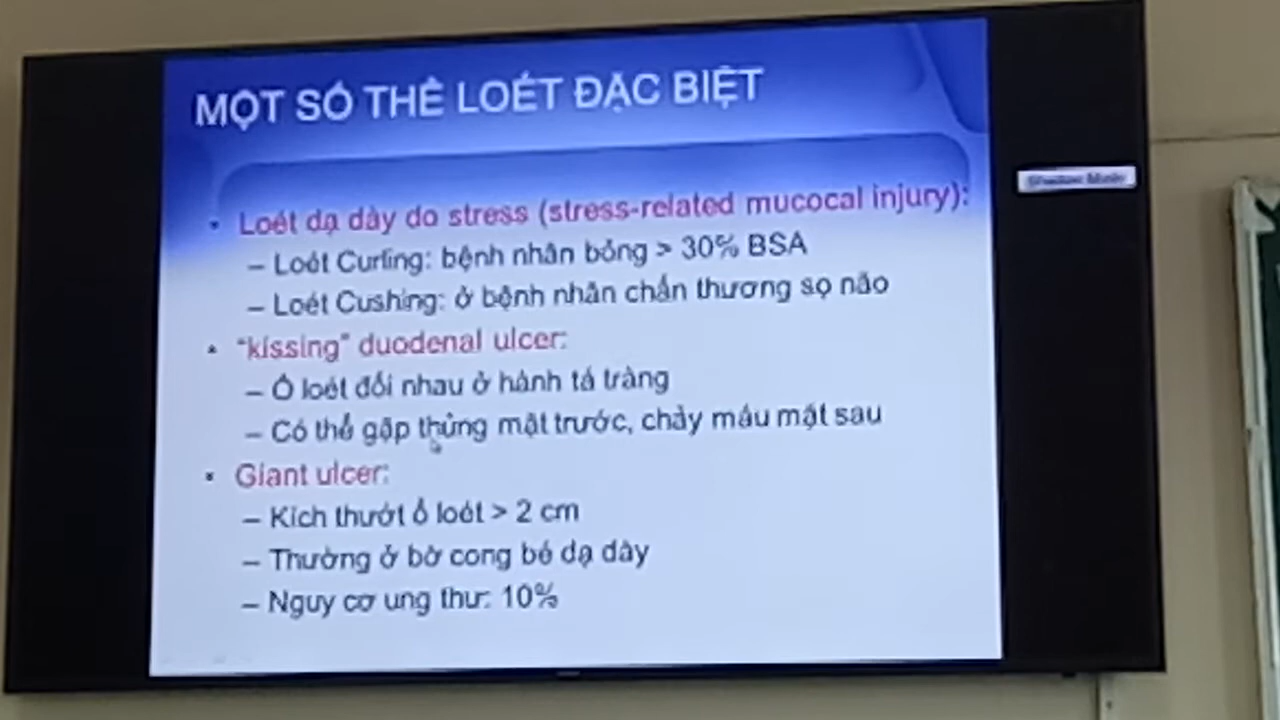 MỘT SỐ THỂ LOÉT ĐẶC BIỆT
• Loét dạ dày do stress (stress-related mucocal injury):
– Loét Curling: bệnh nhân bỏng > 30% BSA
– Loét Cushing: ở bệnh nhân chấn thương sọ não
• "kissing" duodenal ulcer:
– Ổ loét đối nhau ở hành tá tràng
– Có thể gặp thủng mặt trước, chảy máu mặt sau
• Giant ulcer:
– Kích thướt ổ loét > 2 cm
– Thường ở bờ cong bé dạ dày
– Nguy cơ ung thư: 10%